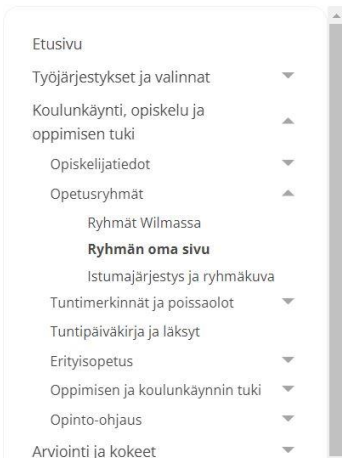 Etusivu
Työjärjestykset ja valinnat
Koulunkäynti, opiskelu ja
oppimisen tuki
Opiskelijatiedot
Opetusryhmät
Ryhmät Wilmassa
Ryhmän oma sivu
Istumajärjestys ja ryhmäkuva
Tuntimerkinnät ja poissaolot
Tuntipäiväkirja ja läksyt
Erityisopetus
Oppimisen ja koulunkäynnin tuki
Opinto-ohjaus
Arviointi ja kokeet